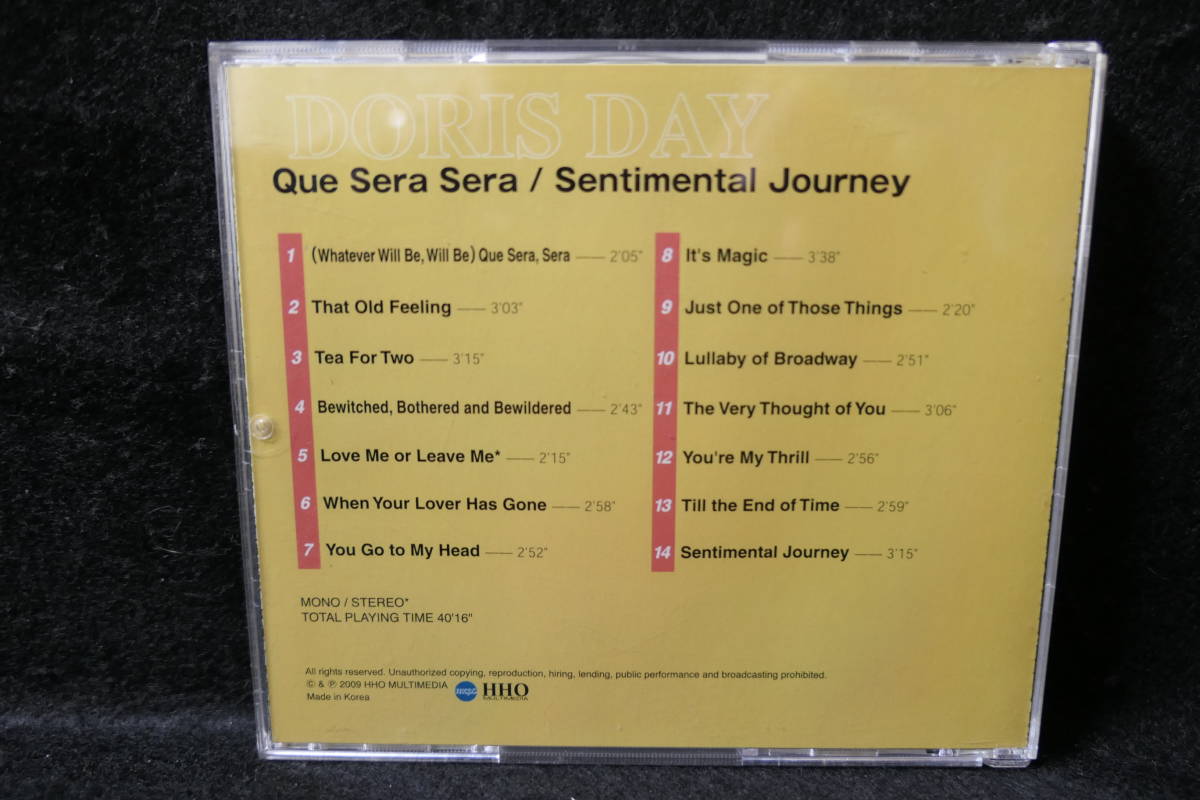 DORIS DAY
Que Sera Sera / Sentimental Journey
1 (Whatever Will Be, Will Be) Que Sera, Sera —— 2'05"
2 That Old Feeling —— 3'03"
3 Tea For Two —— 3'15"
4 Bewitched, Bothered and Bewildered —— 2'43"
5 Love Me or Leave Me* —— 2'15"
6 When Your Lover Has Gone —— 2'58"
7 You Go to My Head —— 2'52"
8 It's Magic —— 3'38"
9 Just One of Those Things —— 2'20"
10 Lullaby of Broadway —— 2'51"
11 The Very Thought of You —— 3'06"
12 You're My Thrill —— 2'56"
13 Till the End of Time —— 2'59"
14 Sentimental Journey —— 3'15"
MONO / STEREO*
TOTAL PLAYING TIME 40'16"
All rights reserved. Unauthorized copying, reproduction, hiring, lending, public performance and broadcasting prohibited.
© & ℗ 2009 HHO MULTIMEDIA HHO MULTIMEDIA
Made in Korea